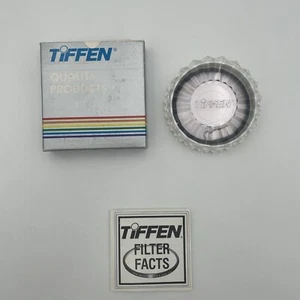 TIFFEN®
QUALITY
PRODUCTS
TIFFEN
TIFFEN®
FILTER
FACTS